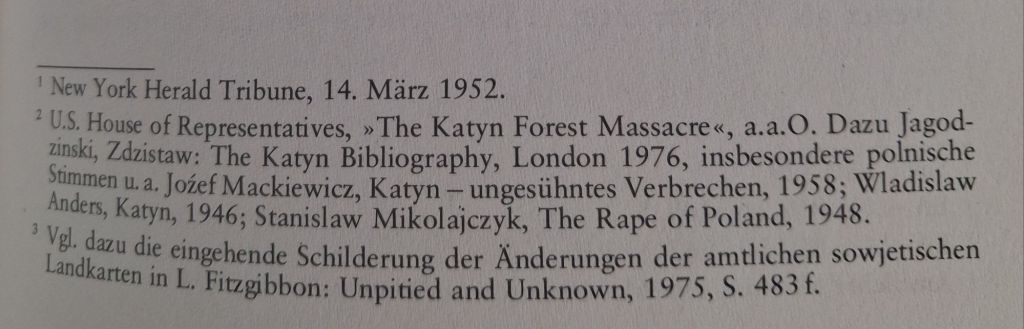 ¹ New York Herald Tribune, 14. März 1952.
² U.S. House of Representatives, »The Katyn Forest Massacre«, a.a.O. Dazu Jagod-
zinski, Zdzistaw: The Katyn Bibliography, London 1976, insbesondere polnische
Stimmen u. a. Joźef Mackiewicz, Katyn – ungesühntes Verbrechen, 1958; Wladislaw
Anders, Katyn, 1946; Stanislaw Mikolajczyk, The Rape of Poland, 1948.
³ Vgl. dazu die eingehende Schilderung der Änderungen der amtlichen sowjetischen
Landkarten in L. Fitzgibbon: Unpitied and Unknown, 1975, S. 483 f.